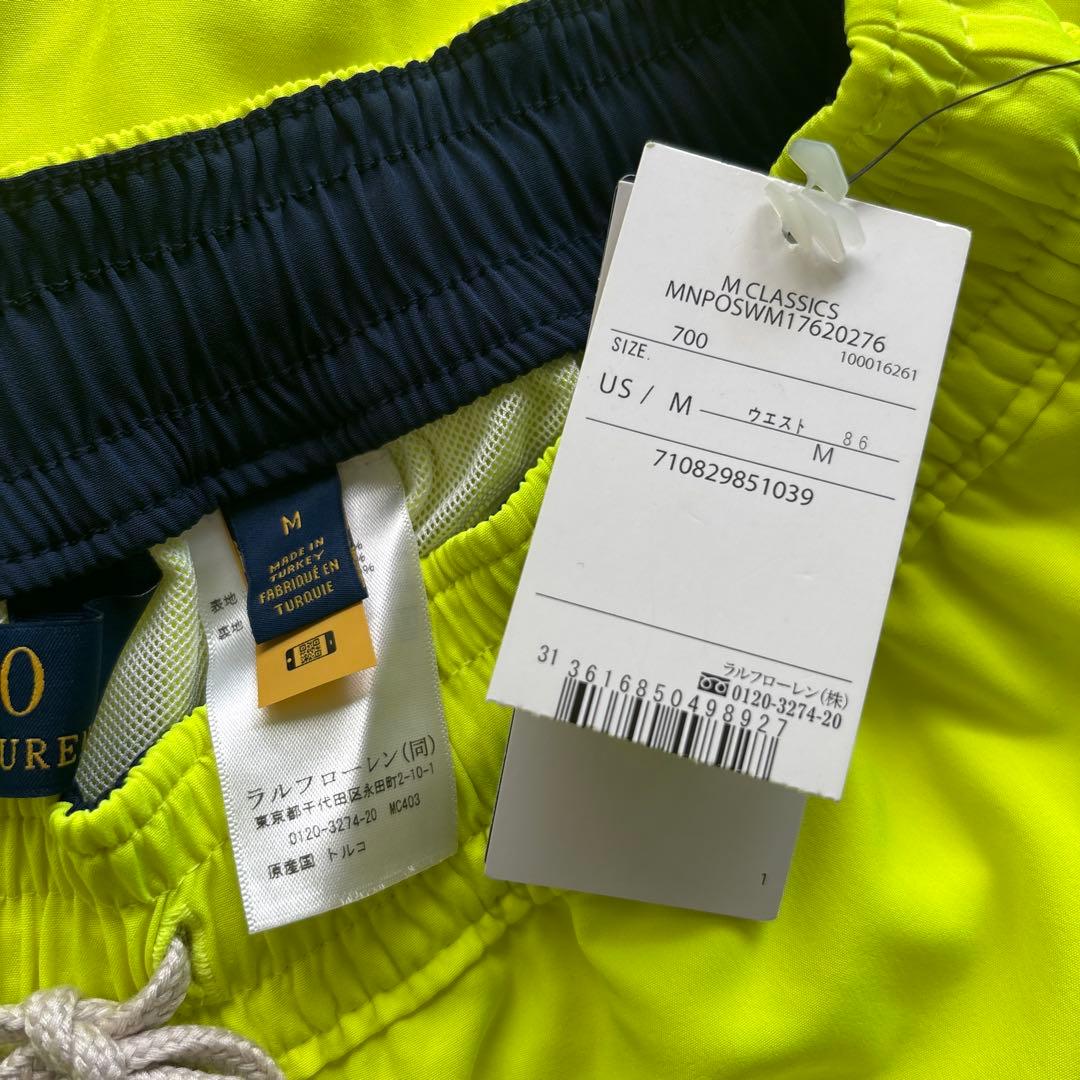 M CLASSICS
MNPOSWM17620276
700
100016261
SIZE.
US / M
ウエスト 86
M
710829851039
ラルフローレン(株)
0120-3274-20
31 3616850498927
1
M
MADE IN
TURKEY
FABRIQUÉ EN
TURQUIE
表地
裏地
%
%
ラルフローレン(同)
東京都千代田区永田町2-10-1
0120-3274-20 MC403
原産国 トルコ
O
URE